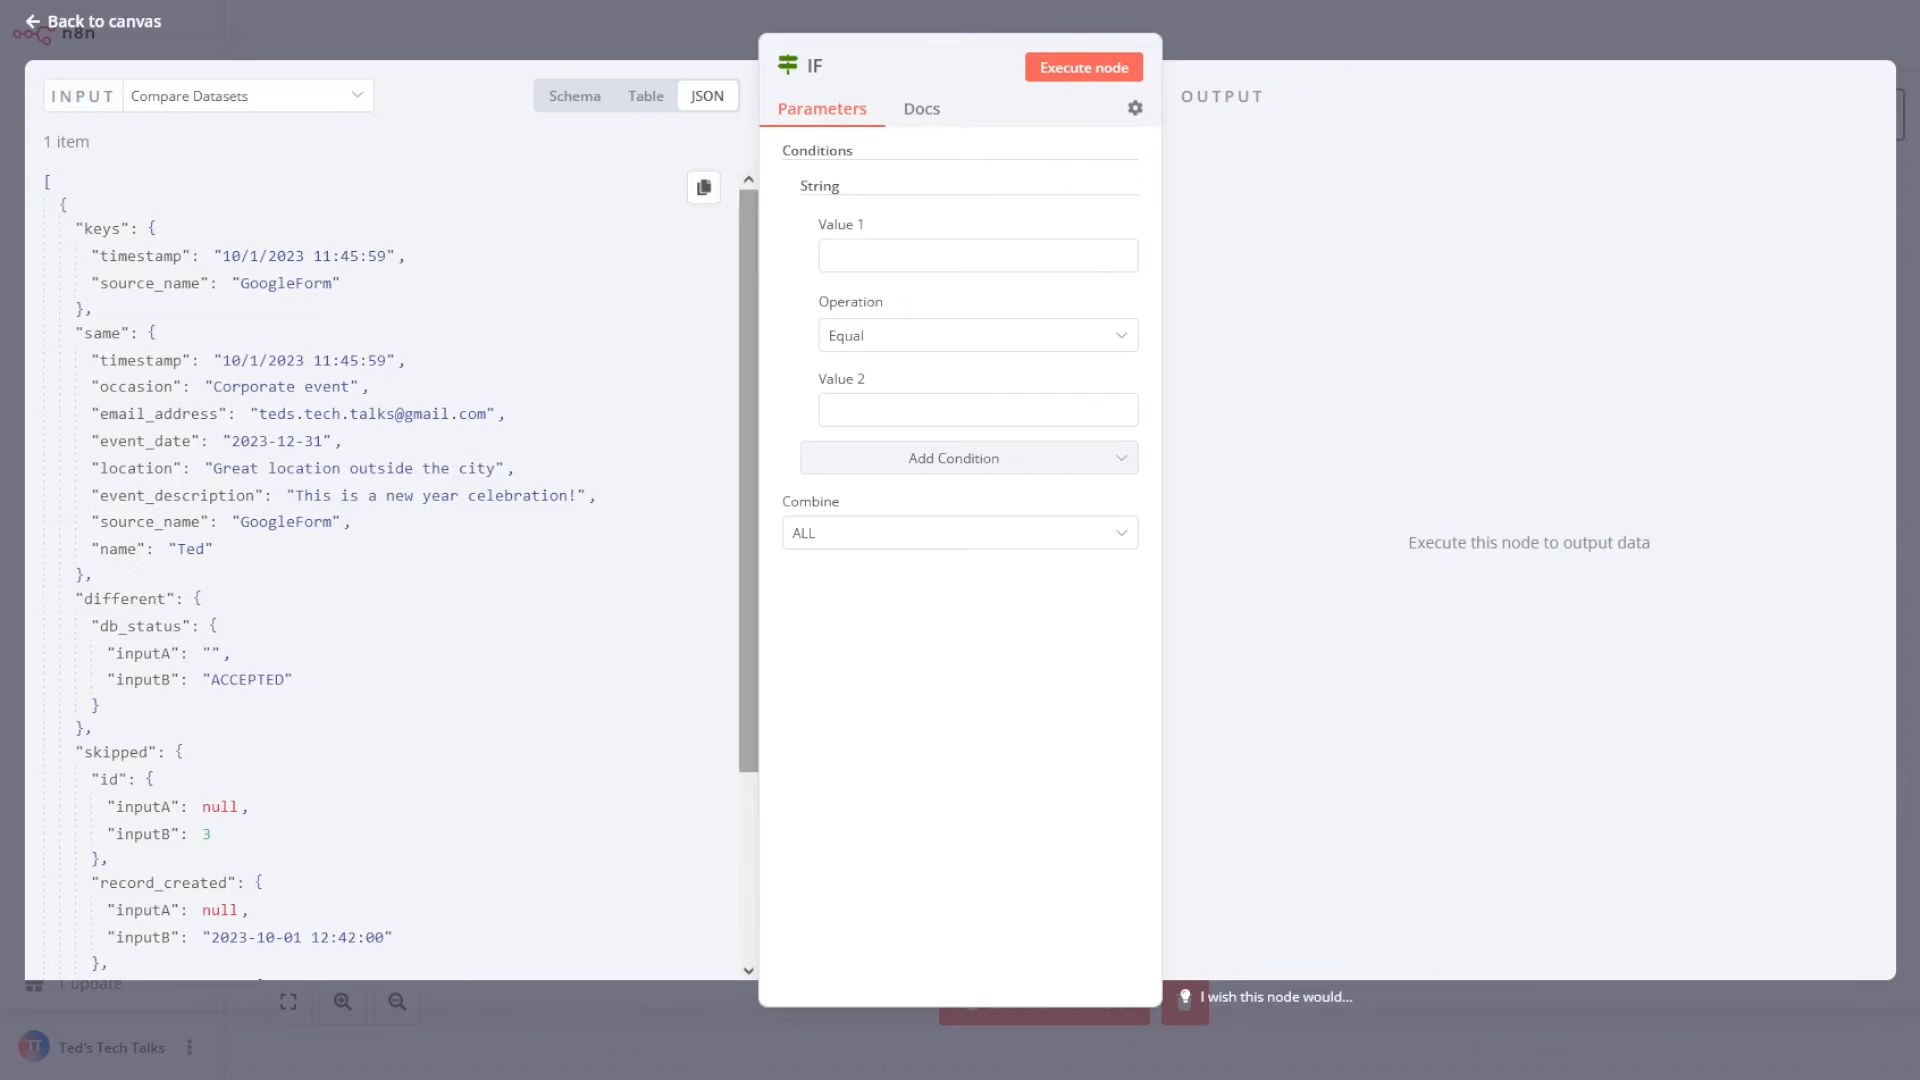 Back to canvas
n8n
INPUT
Compare Datasets
Schema
Table
JSON
1 item
[
{
"keys": {
"timestamp": "10/1/2023 11:45:59",
"source_name": "GoogleForm"
},
"same": {
"timestamp": "10/1/2023 11:45:59",
"occasion": "Corporate event",
"email_address": "teds.tech.talks@gmail.com",
"event_date": "2023-12-31",
"location": "Great location outside the city",
"event_description": "This is a new year celebration!",
"source_name": "GoogleForm",
"name": "Ted"
},
"different": {
"db_status": {
"inputA": "",
"inputB": "ACCEPTED"
}
},
"skipped": {
"id": {
"inputA": null,
"inputB": 3
},
"record_created": {
"inputA": null,
"inputB": "2023-10-01 12:42:00"
},
IF
Execute node
Parameters
Docs
Conditions
String
Value 1
Operation
Equal
Value 2
Add Condition
Combine
ALL
OUTPUT
Execute this node to output data
I wish this node would...
1 update
TT
Ted's Tech Talks